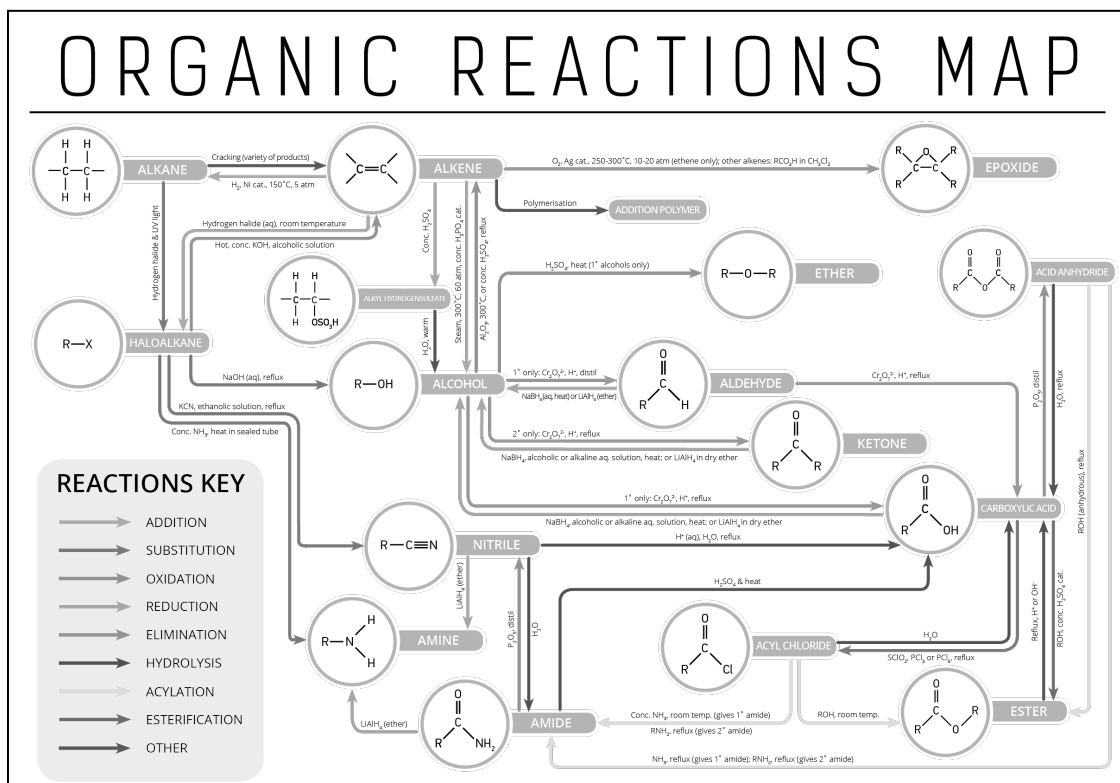 ORGANIC REACTIONS MAP
H H
C C
H H
ALKANE
Cracking (variety of products)
H₂, Ni cat., 150˚C, 5 atm
C=C
ALKENE
O₂, Ag cat., 250-300˚C, 10-20 atm (ethene only); other alkenes: RCO₃H in CH₂Cl₂
O
R R
C C
R R
EPOXIDE
Polymerisation
ADDITION POLYMER
Hydrogen halide & UV light
Hydrogen halide (aq), room temperature
Hot, conc. KOH, alcoholic solution
Conc. H₂SO₄
Steam, 300˚C, 60 atm, conc. H₃PO₄ cat.
Al₂O₃, 300˚C, or conc. H₂SO₄, reflux
H₂SO₄, heat (1˚ alcohols only)
R—O—R
ETHER
O O
C C
R O R
ACID ANHYDRIDE
H H
C C
H OSO₃H
ALKYL HYDROGENSULFATE
H₂O, warm
R—X
HALOALKANE
NaOH (aq), reflux
R—OH
ALCOHOL
1˚ only: Cr₂O₇²⁻, H⁺, distil
NaBH₄(aq, heat) or LiAlH₄ (ether)
O
C
R H
ALDEHYDE
Cr₂O₇²⁻, H⁺, reflux
P₂O₅, distil
H₂O, reflux
ROH (anhydrous), reflux
KCN, ethanolic solution, reflux
Conc. NH₃, heat in sealed tube
2˚ only: Cr₂O₇²⁻, H⁺, reflux
NaBH₄, alcoholic or alkaline aq. solution, heat; or LiAlH₄ in dry ether
O
C
R R
KETONE
1˚ only: Cr₂O₇²⁻, H⁺, reflux
NaBH₄, alcoholic or alkaline aq. solution, heat; or LiAlH₄ in dry ether
O
C
R OH
CARBOXYLIC ACID
REACTIONS KEY
ADDITION
SUBSTITUTION
OXIDATION
REDUCTION
ELIMINATION
HYDROLYSIS
ACYLATION
ESTERIFICATION
OTHER
R—C≡N
NITRILE
H⁺ (aq), H₂O, reflux
LiAlH₄ (ether)
P₂O₅, distil
H₂O
H₂SO₄ & heat
R—N
H
H
AMINE
LiAlH₄ (ether)
O
C
R NH₂
AMIDE
O
C
R Cl
ACYL CHLORIDE
H₂O
SClO₂, PCl₃ or PCl₅, reflux
Reflux, H⁺ or OH⁻
ROH, conc. H₂SO₄ cat.
Conc. NH₃, room temp. (gives 1˚ amide)
RNH₂, reflux (gives 2˚ amide)
ROH, room temp.
O
C
R O R
ESTER
NH₃, reflux (gives 1˚ amide); RNH₂, reflux (gives 2˚ amide)